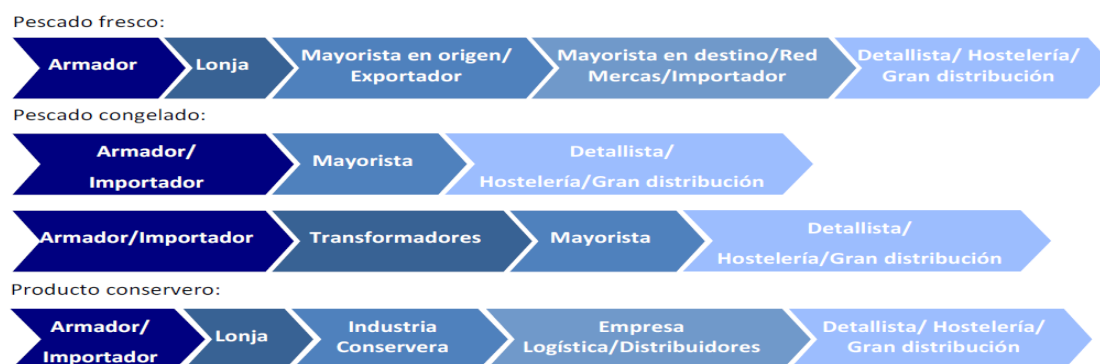 Pescado fresco:
Armador
Lonja
Mayorista en origen/
Exportador
Mayorista en destino/Red
Mercas/Importador
Detallista/ Hostelería/
Gran distribución
Pescado congelado:
Armador/
Importador
Mayorista
Detallista/
Hostelería/Gran distribución
Armador/Importador
Transformadores
Mayorista
Detallista/
Hostelería/Gran distribución
Producto conservero:
Armador/
Importador
Lonja
Industria
Conservera
Empresa
Logística/Distribuidores
Detallista/ Hostelería/
Gran distribución